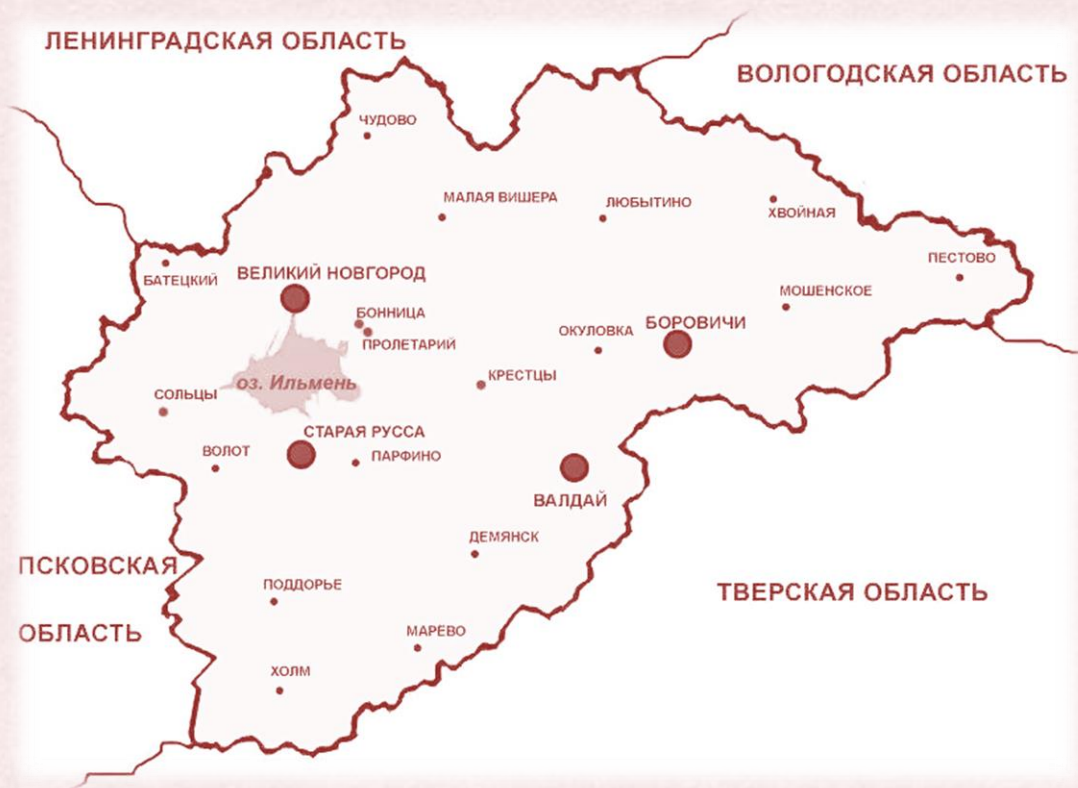 ЛЕНИНГРАДСКАЯ ОБЛАСТЬ
ВОЛОГОДСКАЯ ОБЛАСТЬ
ЧУДОВО
МАЛАЯ ВИШЕРА
ЛЮБЫТИНО
ХВОЙНАЯ
ПЕСТОВО
БАТЕЦКИЙ
ВЕЛИКИЙ НОВГОРОД
МОШЕНСКОЕ
БОННИЦА
ПРОЛЕТАРИЙ
ОКУЛОВКА
БОРОВИЧИ
оз. Ильмень
КРЕСТЦЫ
СОЛЬЦЫ
СТАРАЯ РУССА
ВОЛОТ
ПАРФИНО
ВАЛДАЙ
ДЕМЯНСК
ПСКОВСКАЯ
ОБЛАСТЬ
ПОДДОРЬЕ
ТВЕРСКАЯ ОБЛАСТЬ
МАРЕВО
ХОЛМ